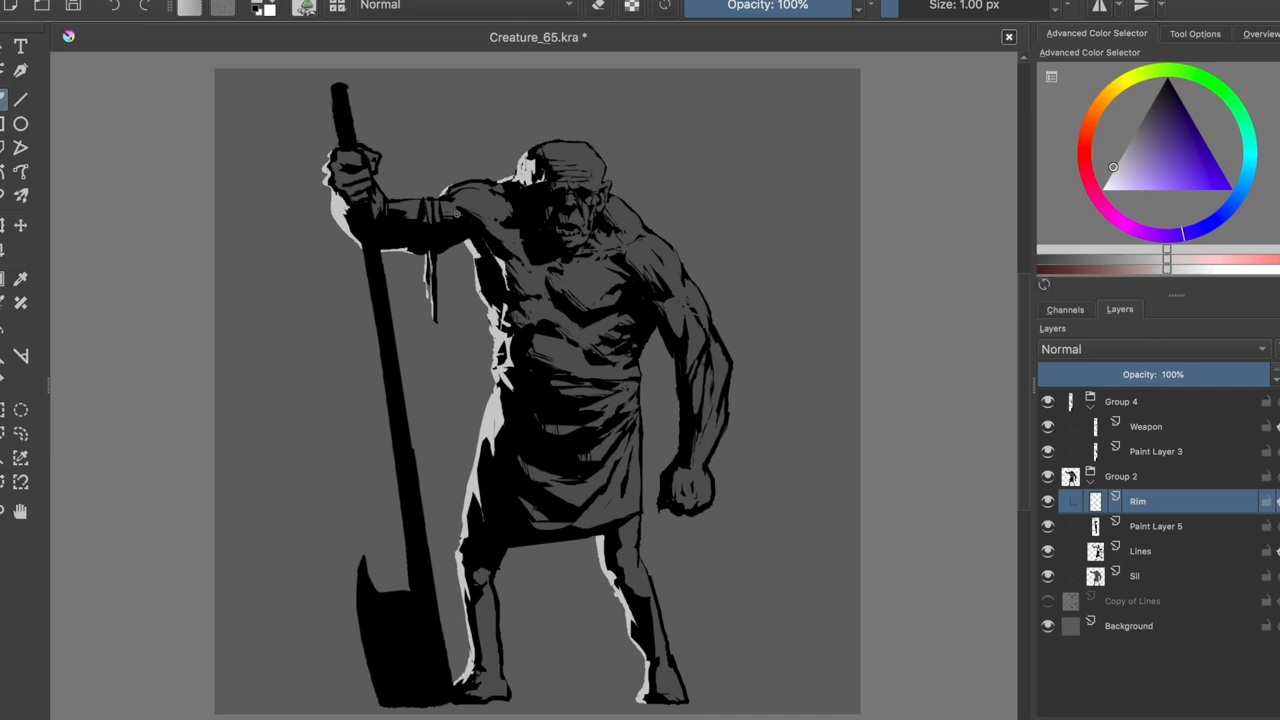 Normal
Opacity: 100%
Size: 1.00 px
Creature_65.kra *
Advanced Color Selector
Tool Options
Overview
Advanced Color Selector
Channels
Layers
Layers
Normal
Opacity: 100%
Group 4
Weapon
Paint Layer 3
Group 2
Rim
Paint Layer 5
Lines
Sil
Copy of Lines
Background